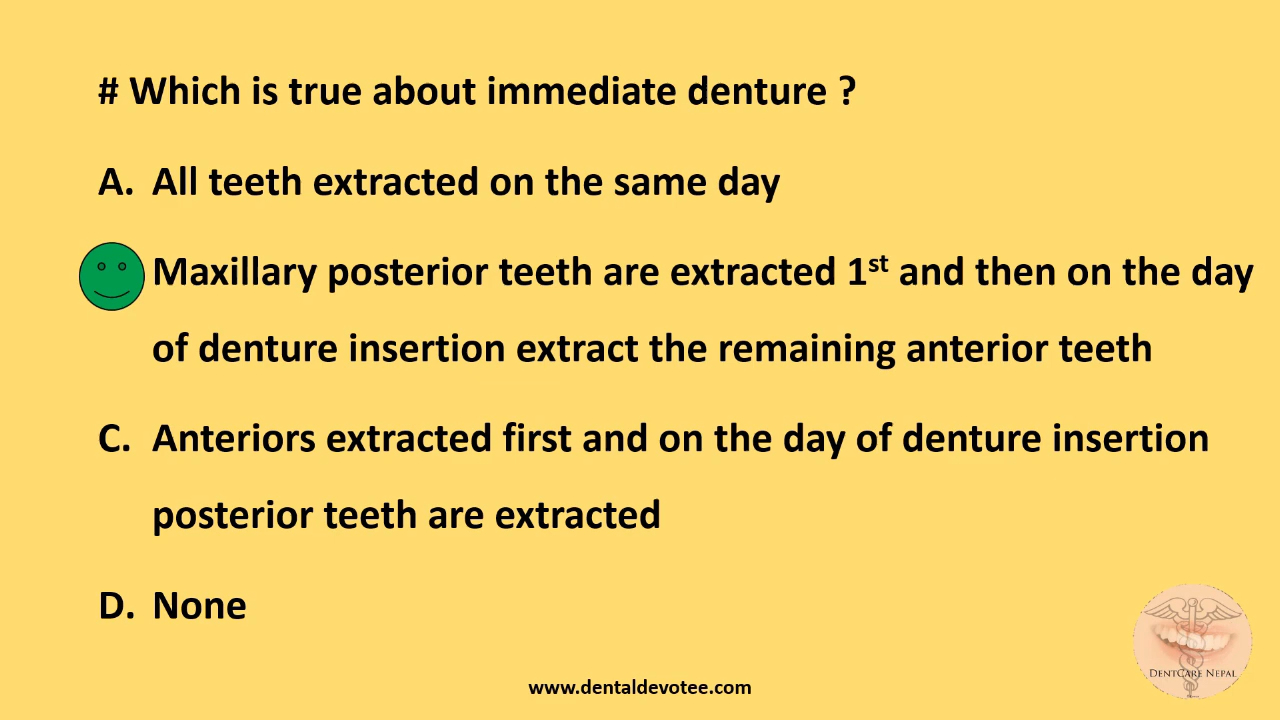 # Which is true about immediate denture ?
A. All teeth extracted on the same day
Maxillary posterior teeth are extracted 1st and then on the day
of denture insertion extract the remaining anterior teeth
C. Anteriors extracted first and on the day of denture insertion
posterior teeth are extracted
D. None
DENTCARE NEPAL
www.dentaldevotee.com